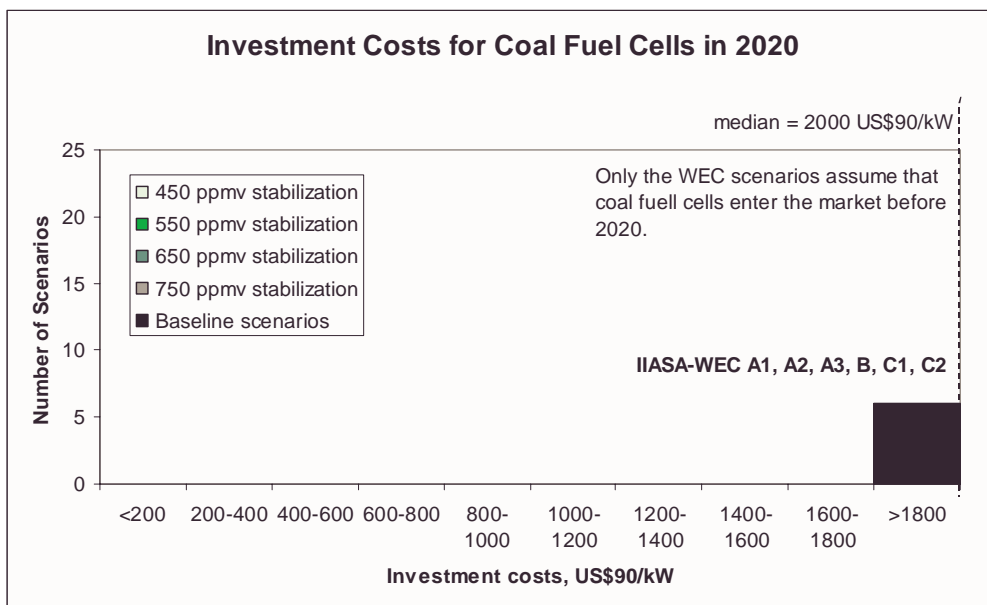 Investment Costs for Coal Fuel Cells in 2020
median = 2000 US$90/kW
Number of Scenarios
25
20
15
10
5
0
450 ppmv stabilization
550 ppmv stabilization
650 ppmv stabilization
750 ppmv stabilization
Baseline scenarios
Only the WEC scenarios assume that
coal fuell cells enter the market before
2020.
IIASA-WEC A1, A2, A3, B, C1, C2
<200
200-400
400-600
600-800
800-
1000
1000-
1200
1200-
1400
1400-
1600
1600-
1800
>1800
Investment costs, US$90/kW